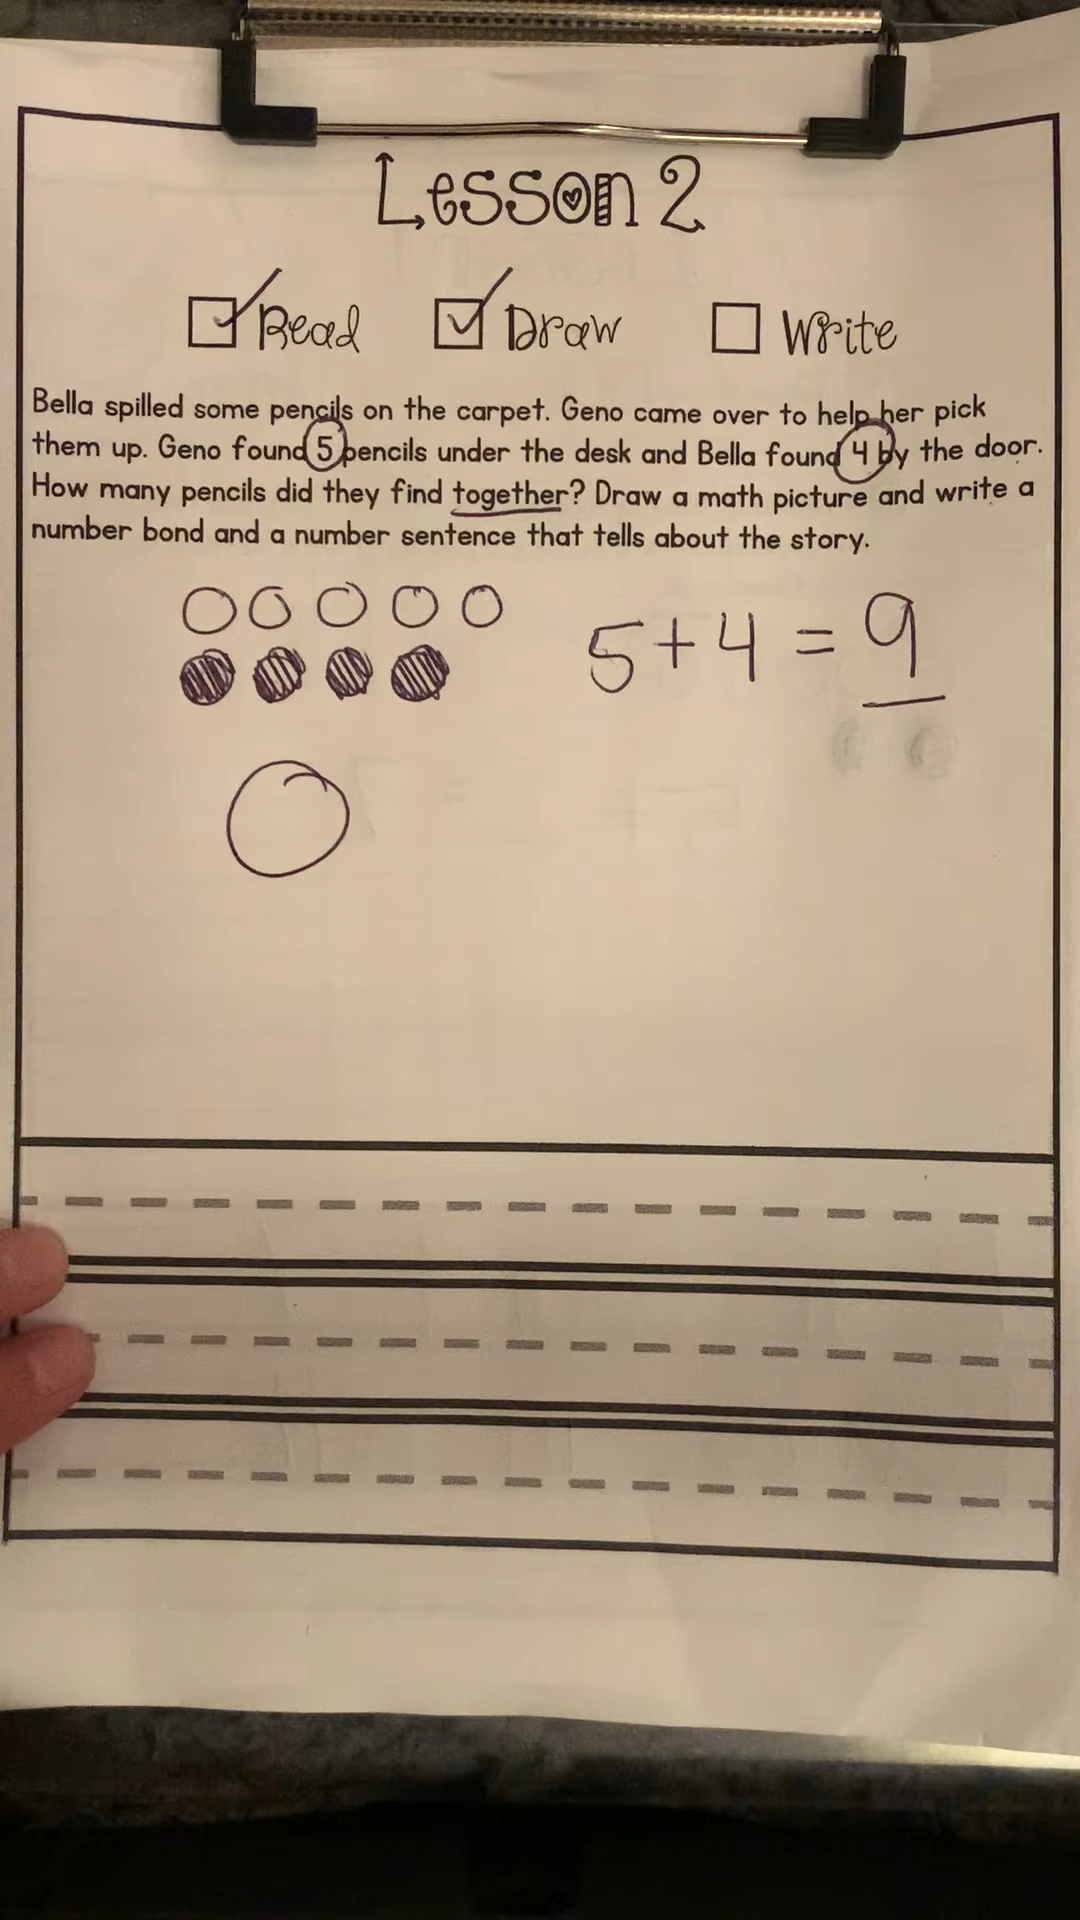 Lesson 2
Read Draw Write
Bella spilled some pencils on the carpet. Geno came over to help her pick
them up. Geno found 5 pencils under the desk and Bella found 4 by the door.
How many pencils did they find together? Draw a math picture and write a
number bond and a number sentence that tells about the story.
5+4 = 9